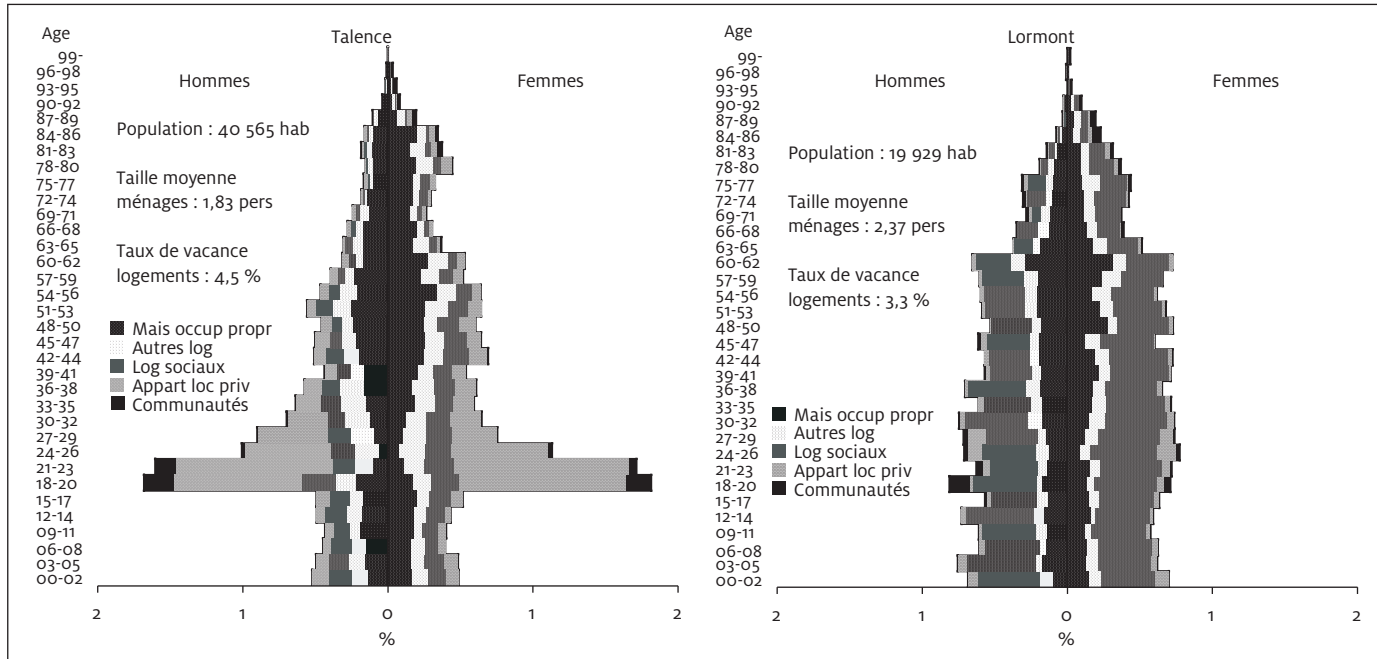 Age
Talence
99-
96-98
93-95
90-92
87-89
84-86
81-83
78-80
75-77
72-74
69-71
66-68
63-65
60-62
57-59
54-56
51-53
48-50
45-47
42-44
39-41
36-38
33-35
30-32
27-29
24-26
21-23
18-20
15-17
12-14
09-11
06-08
03-05
00-02
Hommes
Femmes
Population : 40 565 hab
Taille moyenne
ménages : 1,83 pers
Taux de vacance
logements : 4,5 %
Mais occup propr
Autres log
Log sociaux
Appart loc priv
Communautés
2 1 0 1 2
%
Age
Lormont
99-
96-98
93-95
90-92
87-89
84-86
81-83
78-80
75-77
72-74
69-71
66-68
63-65
60-62
57-59
54-56
51-53
48-50
45-47
42-44
39-41
36-38
33-35
30-32
27-29
24-26
21-23
18-20
15-17
12-14
09-11
06-08
03-05
00-02
Hommes
Femmes
Population : 19 929 hab
Taille moyenne
ménages : 2,37 pers
Taux de vacance
logements : 3,3 %
Mais occup propr
Autres log
Log sociaux
Appart loc priv
Communautés
2 1 0 1 2
%